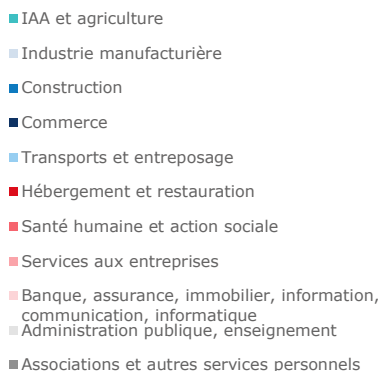 IAA et agriculture
Industrie manufacturière
Construction
Commerce
Transports et entreposage
Hébergement et restauration
Santé humaine et action sociale
Services aux entreprises
Banque, assurance, immobilier, information,
communication, informatique
Administration publique, enseignement
Associations et autres services personnels